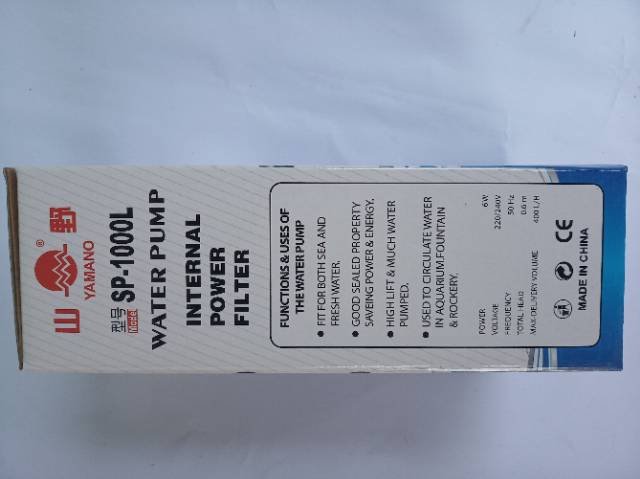 山野
®
YAMANO
型号 Model SP-1000L
WATER PUMP
INTERNAL
POWER
FILTER
FUNCTIONS & USES OF
THE WATER PUMP
● FIT FOR BOTH SEA AND
FRESH WATER.
● GOOD SEALED PROPERTY
SAVEING POWER & ENERGY.
● HIGH LIFT & MUCH WATER
PUMPED.
● USED TO CIRCULATE WATER
IN AQUARIUM.FOUNTAIN
& ROCKERY.
POWER 6W
VOLTAGE 220/240V
FREQUENCY 50 Hz
TOTAL HEAD 0.6 m
MAX.DELIVERY VOLUME 400 L/H
CE
MADE IN CHINA